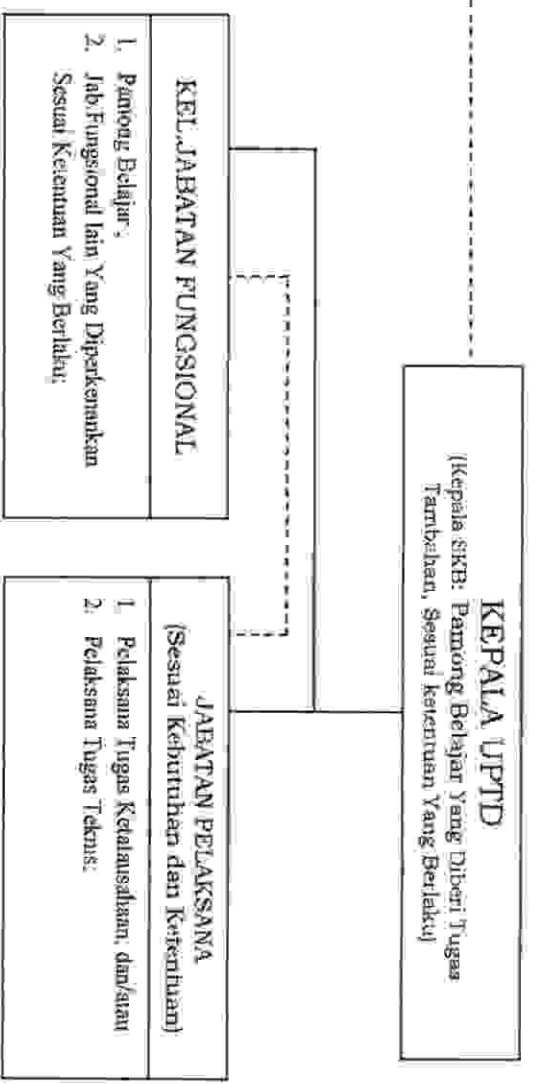 KEPALA UPTD
(Kepala SKB: Pamong Belajar Yang Diberi Tugas
Tambahan, Sesuai ketentuan Yang Berlaku)
KEL.JABATAN FUNGSIONAL
1. Pamong Belajar;
2. Jab.Fungsional lain Yang Diperkenankan
Sesuai Ketentuan Yang Berlaku;
JABATAN PELAKSANA
(Sesuai Kebutuhan dan Ketentuan)
1. Pelaksana Tugas Ketatausahaan; dan/atau
2. Pelaksana Tugas Teknis;